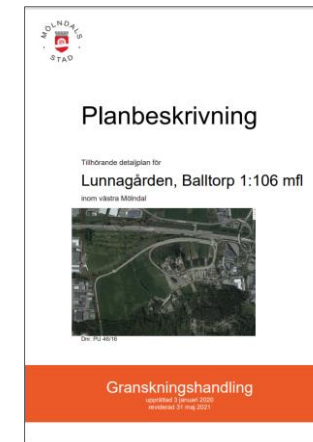 MÖLNDALS
STAD
Planbeskrivning
Tillhörande detaljplan för
Lunnagården, Balltorp 1:106 mfl
inom västra Mölndal
Dnr: PU 46/16
Granskningshandling
upprättad 3 januari 2020
reviderad 31 maj 2021